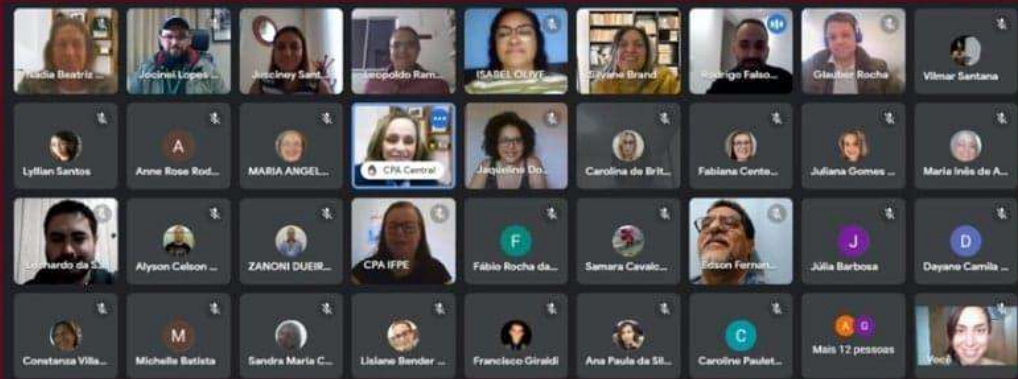 Nadia Beatriz ...
Jocinei Lopes ...
Jusciney Sant...
Leopoldo Ram...
ISABEL OLIVE...
Silvane Brand
Rodrigo Falso...
Glauber Rocha
Vilmar Santana
Lyllian Santos
A
Anne Rose Rod...
MARIA ANGEL...
CPA Central
Jaqueline Do...
Carolina de Brit...
Fabiana Cente...
Juliana Gomes ...
Maria Inês de A...
Leonardo da S...
Alyson Celson ...
ZANONI DUEIR...
CPA IFPE
F
Fábio Rocha da...
Samara Cavalc...
Edson Fernan...
J
Júlia Barbosa
D
Dayane Camila ...
Constanza Villa...
M
Michelle Batista
Sandra Maria C...
Lisiane Bender ...
Francisco Giraldi
Ana Paula da Sil...
C
Caroline Paulet...
A G
Mais 12 pessoas
Você